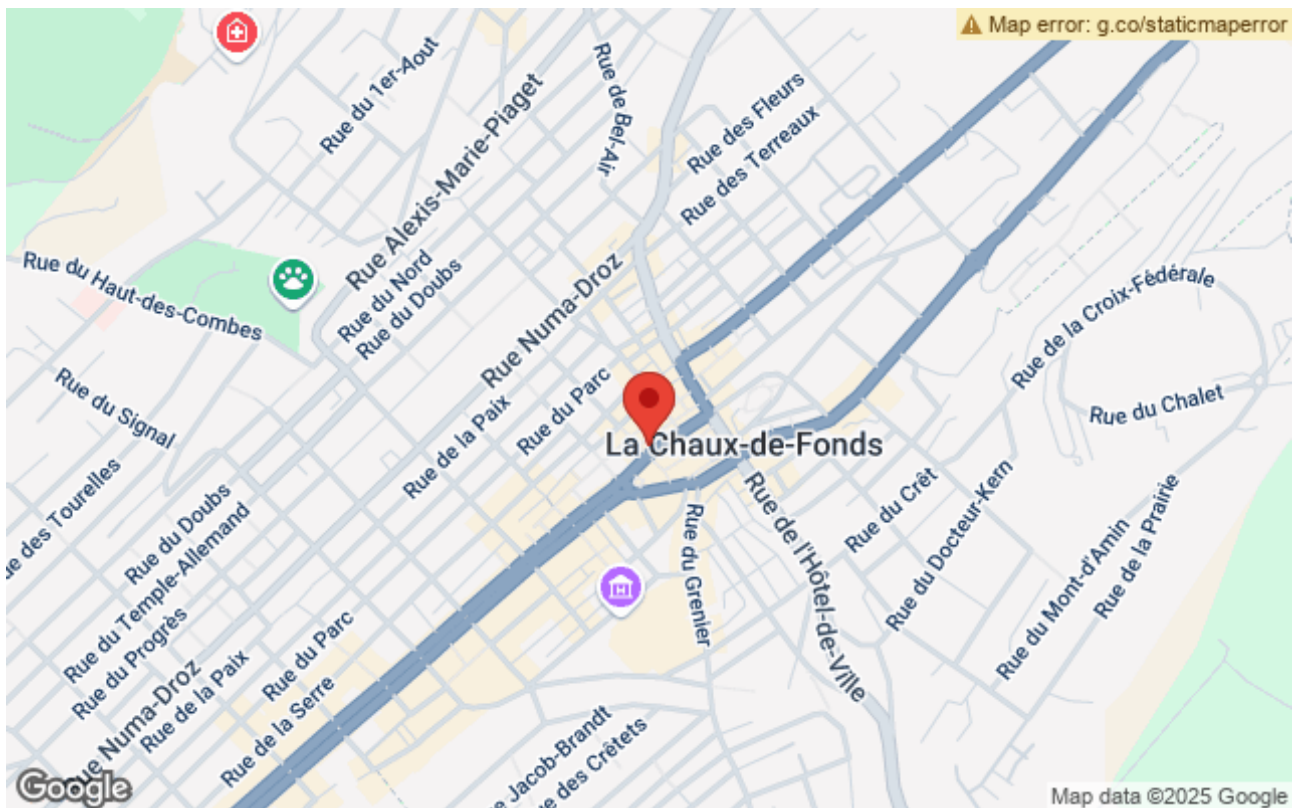 Map error: g.co/staticmaperror
Rue du 1er-Aout
Rue Alexis-Marie-Piaget
Rue de Bel-Air
Rue des Fleurs
Rue des Terreaux
Rue du Haut-des-Combes
Rue du Nord
Rue du Doubs
Rue Numa-Droz
Rue de la Croix-Fédérale
Rue du Signal
Rue du Parc
Rue de la Paix
Rue du Chalet
La Chaux-de-Fonds
des Tourelles
Rue du Doubs
Rue du Temple-Allemand
Rue du Progrès
Rue Numa-Droz
Rue de la Paix
Rue du Parc
Rue de la Serre
Rue du Grenier
Rue de l'Hôtel-de-Ville
Rue du Crêt
Rue du Docteur-Kern
Rue du Mont-d'Amin
Rue de la Prairie
H
Jacob-Brandt
des Crêtets
Google
Map data ©2025 Google